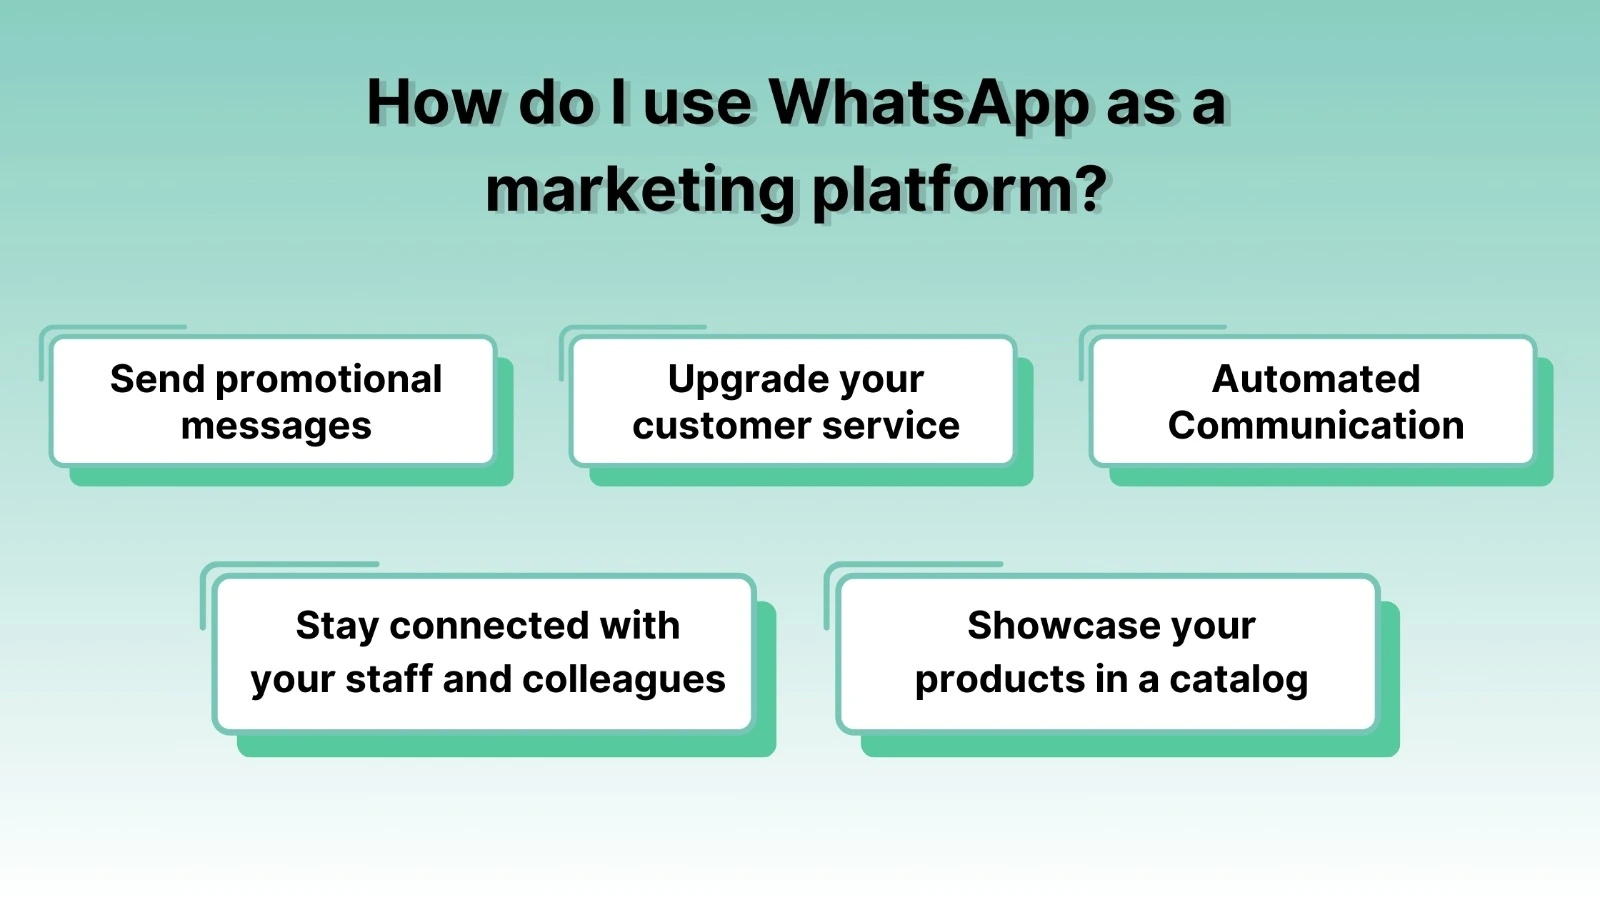 How do I use WhatsApp as a
marketing platform?
Send promotional
messages
Upgrade your
customer service
Automated
Communication
Stay connected with
your staff and colleagues
Showcase your
products in a catalog